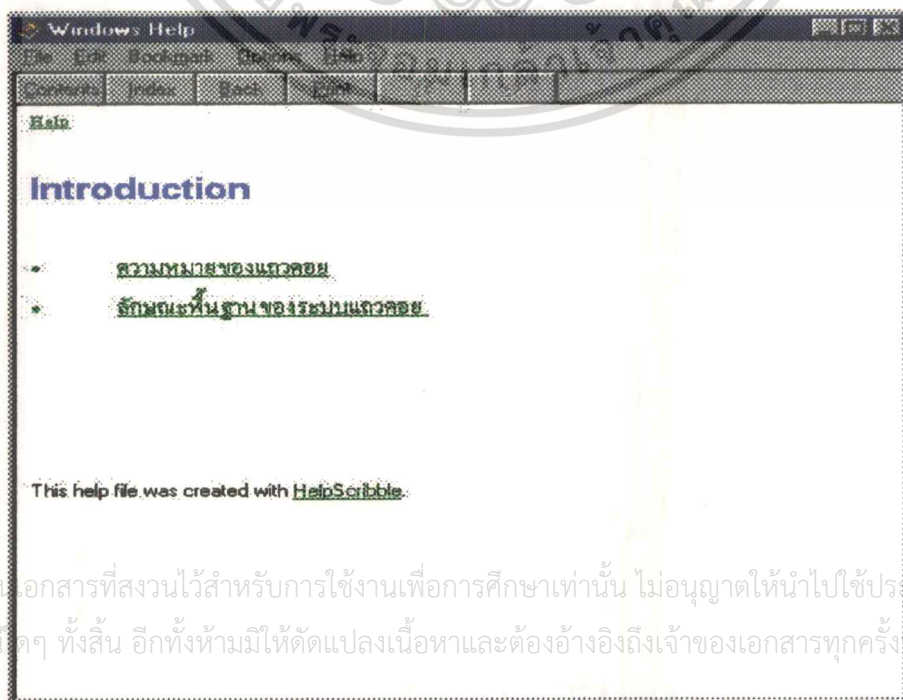 Windows Help
File Edit Bookmark Options Help
Contents Index Back Print
Help
Introduction
• ความหมายของแถวคอย
• ลักษณะพื้นฐานของระบบแถวคอย
This help file was created with HelpScribble.
เอกสารที่สงวนไว้สำหรับการใช้งานเพื่อการศึกษาเท่านั้น ไม่อนุญาตให้นำไปใช้ประ
ๆ ทั้งสิ้น อีกทั้งห้ามมิให้ดัดแปลงเนื้อหาและต้องอ้างอิงถึงเจ้าของเอกสารทุกครั้ง